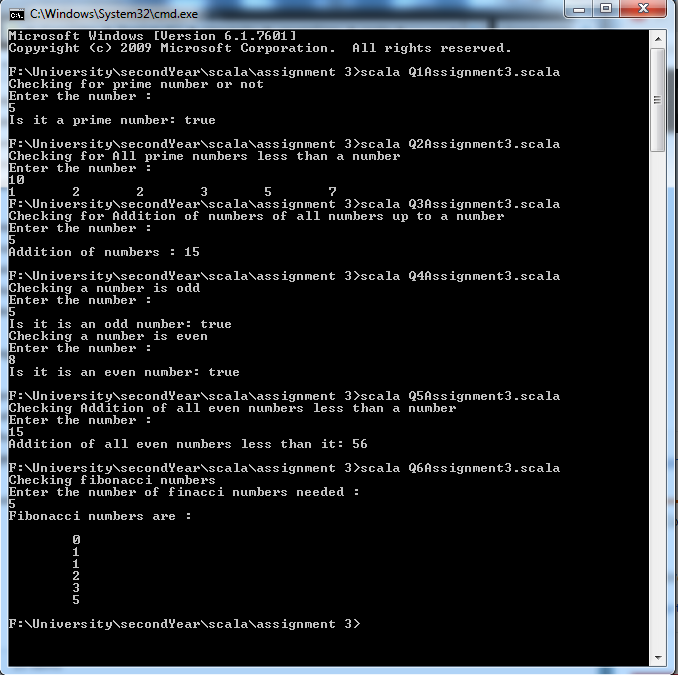 C:\Windows\System32\cmd.exe
Microsoft Windows [Version 6.1.7601]
Copyright (c) 2009 Microsoft Corporation.  All rights reserved.
F:\University\secondYear\scala\assignment 3>scala Q1Assignment3.scala
Checking for prime number or not
Enter the number :
5
Is it a prime number: true
F:\University\secondYear\scala\assignment 3>scala Q2Assignment3.scala
Checking for All prime numbers less than a number
Enter the number :
10
1       2       2       3       5       7
F:\University\secondYear\scala\assignment 3>scala Q3Assignment3.scala
Checking for Addition of numbers of all numbers up to a number
Enter the number :
5
Addition of numbers : 15
F:\University\secondYear\scala\assignment 3>scala Q4Assignment3.scala
Checking a number is odd
Enter the number :
5
Is it is an odd number: true
Checking a number is even
Enter the number :
8
Is it is an even number: true
F:\University\secondYear\scala\assignment 3>scala Q5Assignment3.scala
Checking Addition of all even numbers less than a number
Enter the number :
15
Addition of all even numbers less than it: 56
F:\University\secondYear\scala\assignment 3>scala Q6Assignment3.scala
Checking fibonacci numbers
Enter the number of finacci numbers needed :
5
Fibonacci numbers are :
0
1
1
2
3
5
F:\University\secondYear\scala\assignment 3>